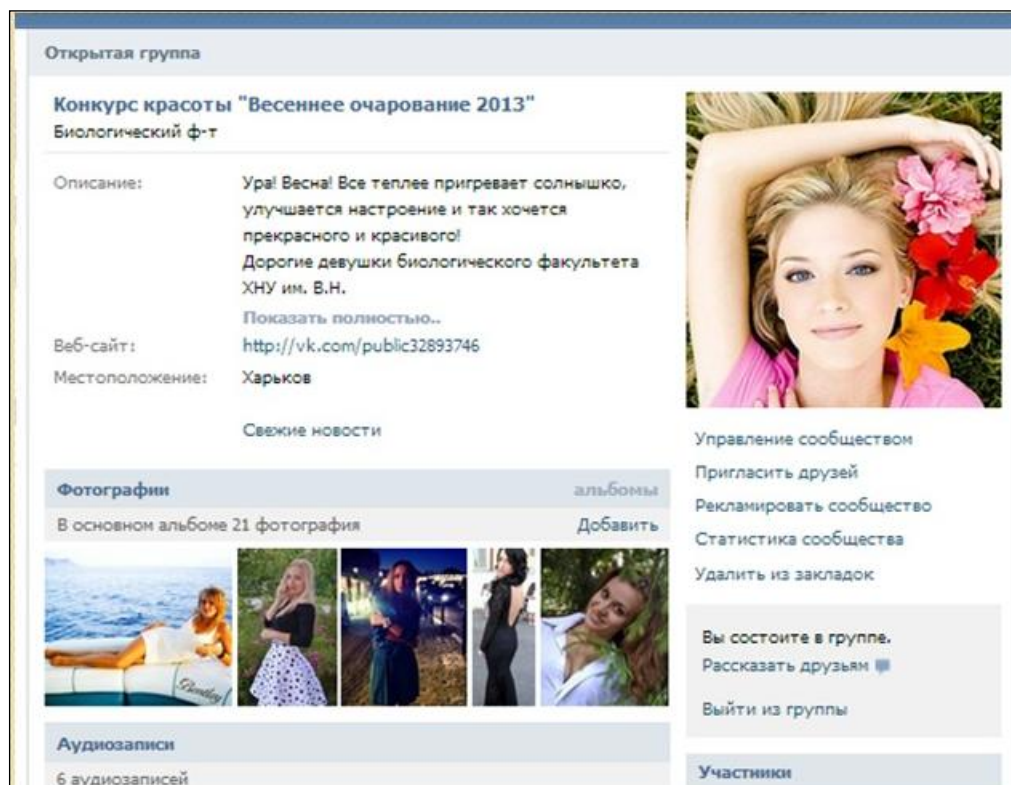 Открытая группа
Конкурс красоты "Весеннее очарование 2013"
Биологический ф-т
Описание: Ура! Весна! Все теплее пригревает солнышко,
улучшается настроение и так хочется
прекрасного и красивого!
Дорогие девушки биологического факультета
ХНУ им. В.Н.
Показать полностью..
Веб-сайт: http://vk.com/public32893746
Местоположение: Харьков
Свежие новости
Фотографии альбомы
В основном альбоме 21 фотография Добавить
Bentley
Аудиозаписи
6 аудиозаписей
Управление сообществом
Пригласить друзей
Рекламировать сообщество
Статистика сообщества
Удалить из закладок
Вы состоите в группе.
Рассказать друзьям
Выйти из группы
Участники